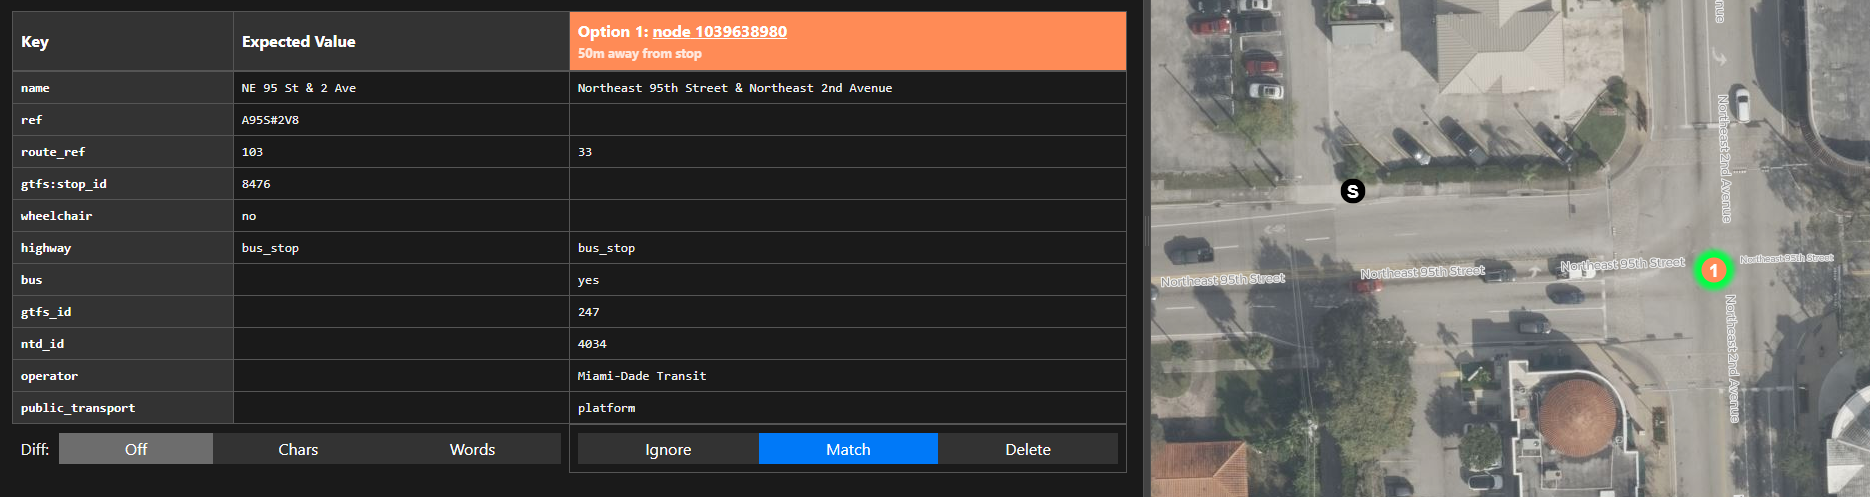 Key Expected Value Option 1: node 1039638980
50m away from stop
name NE 95 St & 2 Ave Northeast 95th Street & Northeast 2nd Avenue
ref A95S#2V8
route_ref 103 33
gtfs:stop_id 8476
wheelchair no
highway bus_stop bus_stop
bus yes
gtfs_id 247
ntd_id 4034
operator Miami-Dade Transit
public_transport platform
Diff: Off Chars Words Ignore Match Delete
Northeast 2nd Avenue
S
Northeast 95th Street
Northeast 95th Street
Northeast 95th Street
1
Northeast 95th Street
Northeast 2nd Avenue